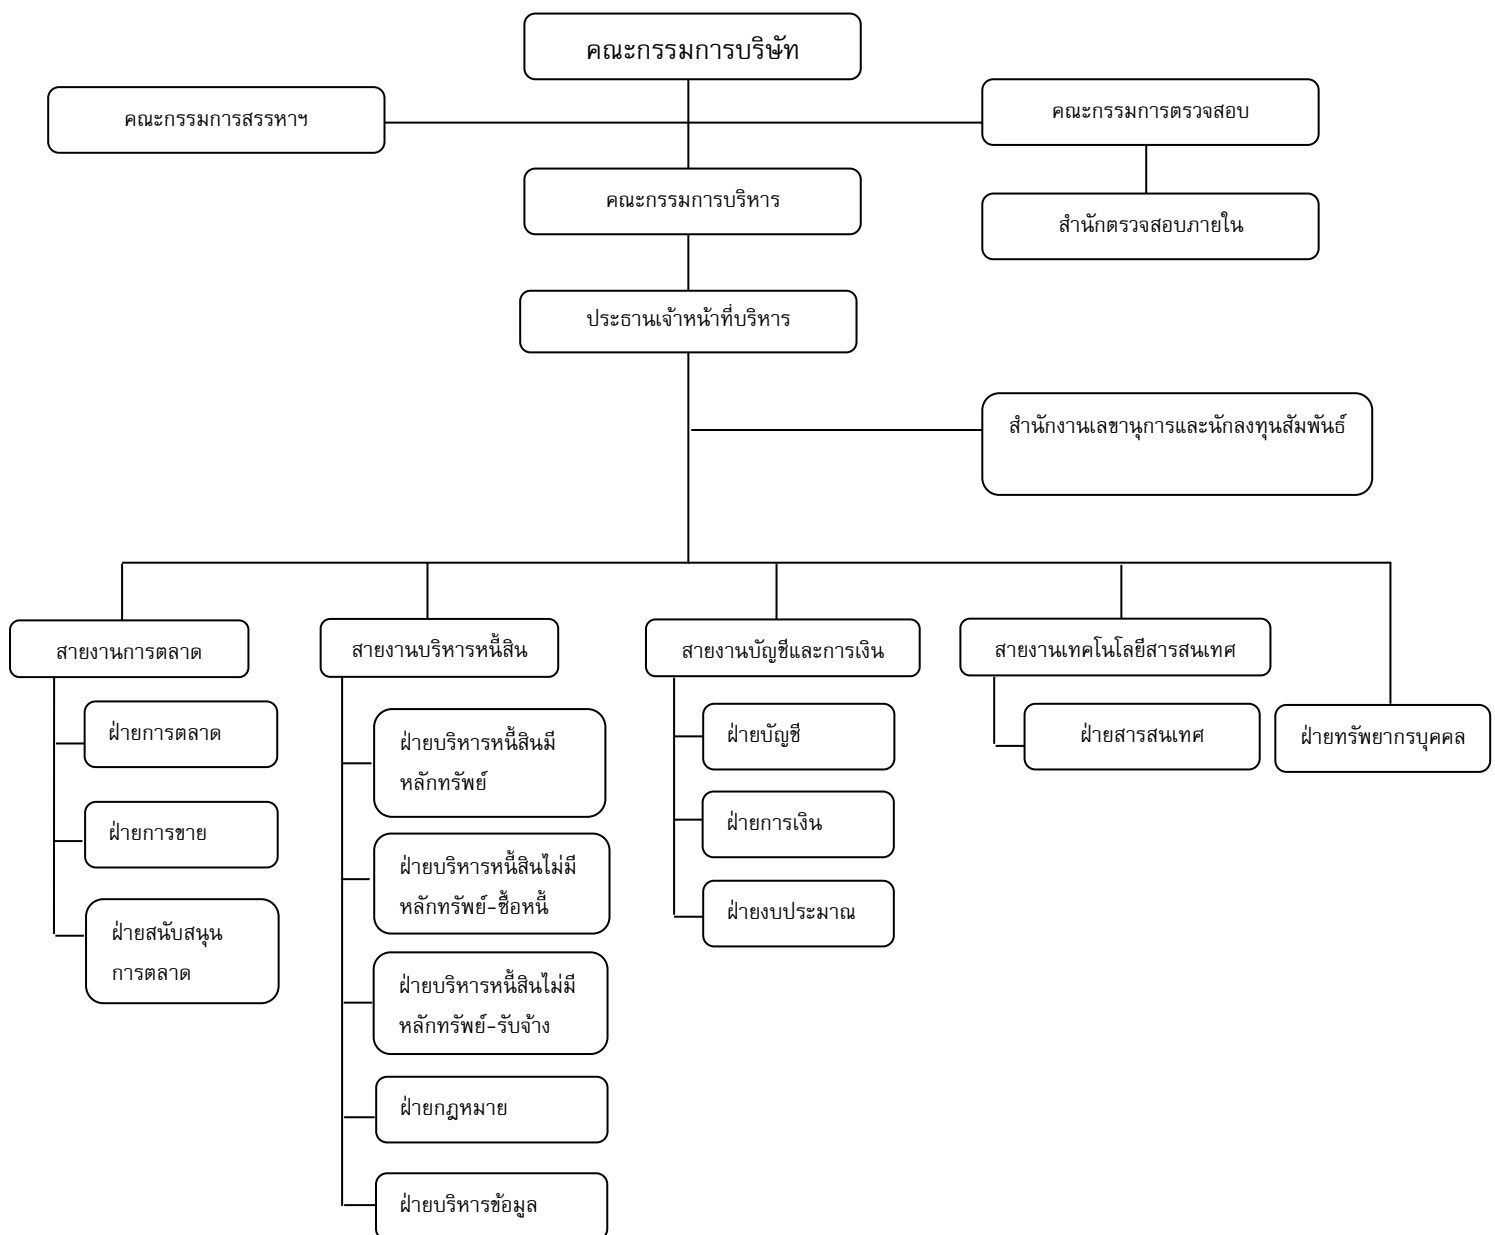 คณะกรรมการบริษัท
คณะกรรมการสรรหาฯ
คณะกรรมการตรวจสอบ
คณะกรรมการบริหาร
สำนักตรวจสอบภายใน
ประธานเจ้าหน้าที่บริหาร
สำนักงานเลขานุการและนักลงทุนสัมพันธ์
สายงานการตลาด
ฝ่ายการตลาด
ฝ่ายการขาย
ฝ่ายสนับสนุน
การตลาด
สายงานบริหารหนี้สิน
ฝ่ายบริหารหนี้สินมี
หลักทรัพย์
ฝ่ายบริหารหนี้สินไม่มี
หลักทรัพย์-ซื้อหนี้
ฝ่ายบริหารหนี้สินไม่มี
หลักทรัพย์-รับจ้าง
ฝ่ายกฎหมาย
ฝ่ายบริหารข้อมูล
สายงานบัญชีและการเงิน
ฝ่ายบัญชี
ฝ่ายการเงิน
ฝ่ายงบประมาณ
สายงานเทคโนโลยีสารสนเทศ
ฝ่ายสารสนเทศ
ฝ่ายทรัพยากรบุคคล